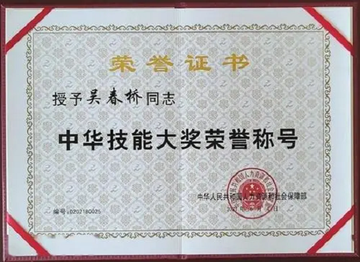 荣誉证书
授予吴春桥同志
中华技能大奖荣誉称号
中华人民共和国人力资源和社会保障部